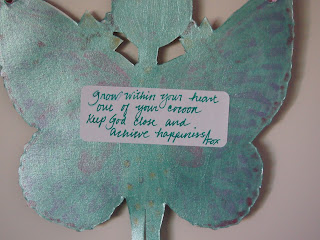 grow within your heart
out of your cocoon
keep God close and
achieve happiness!
Fox